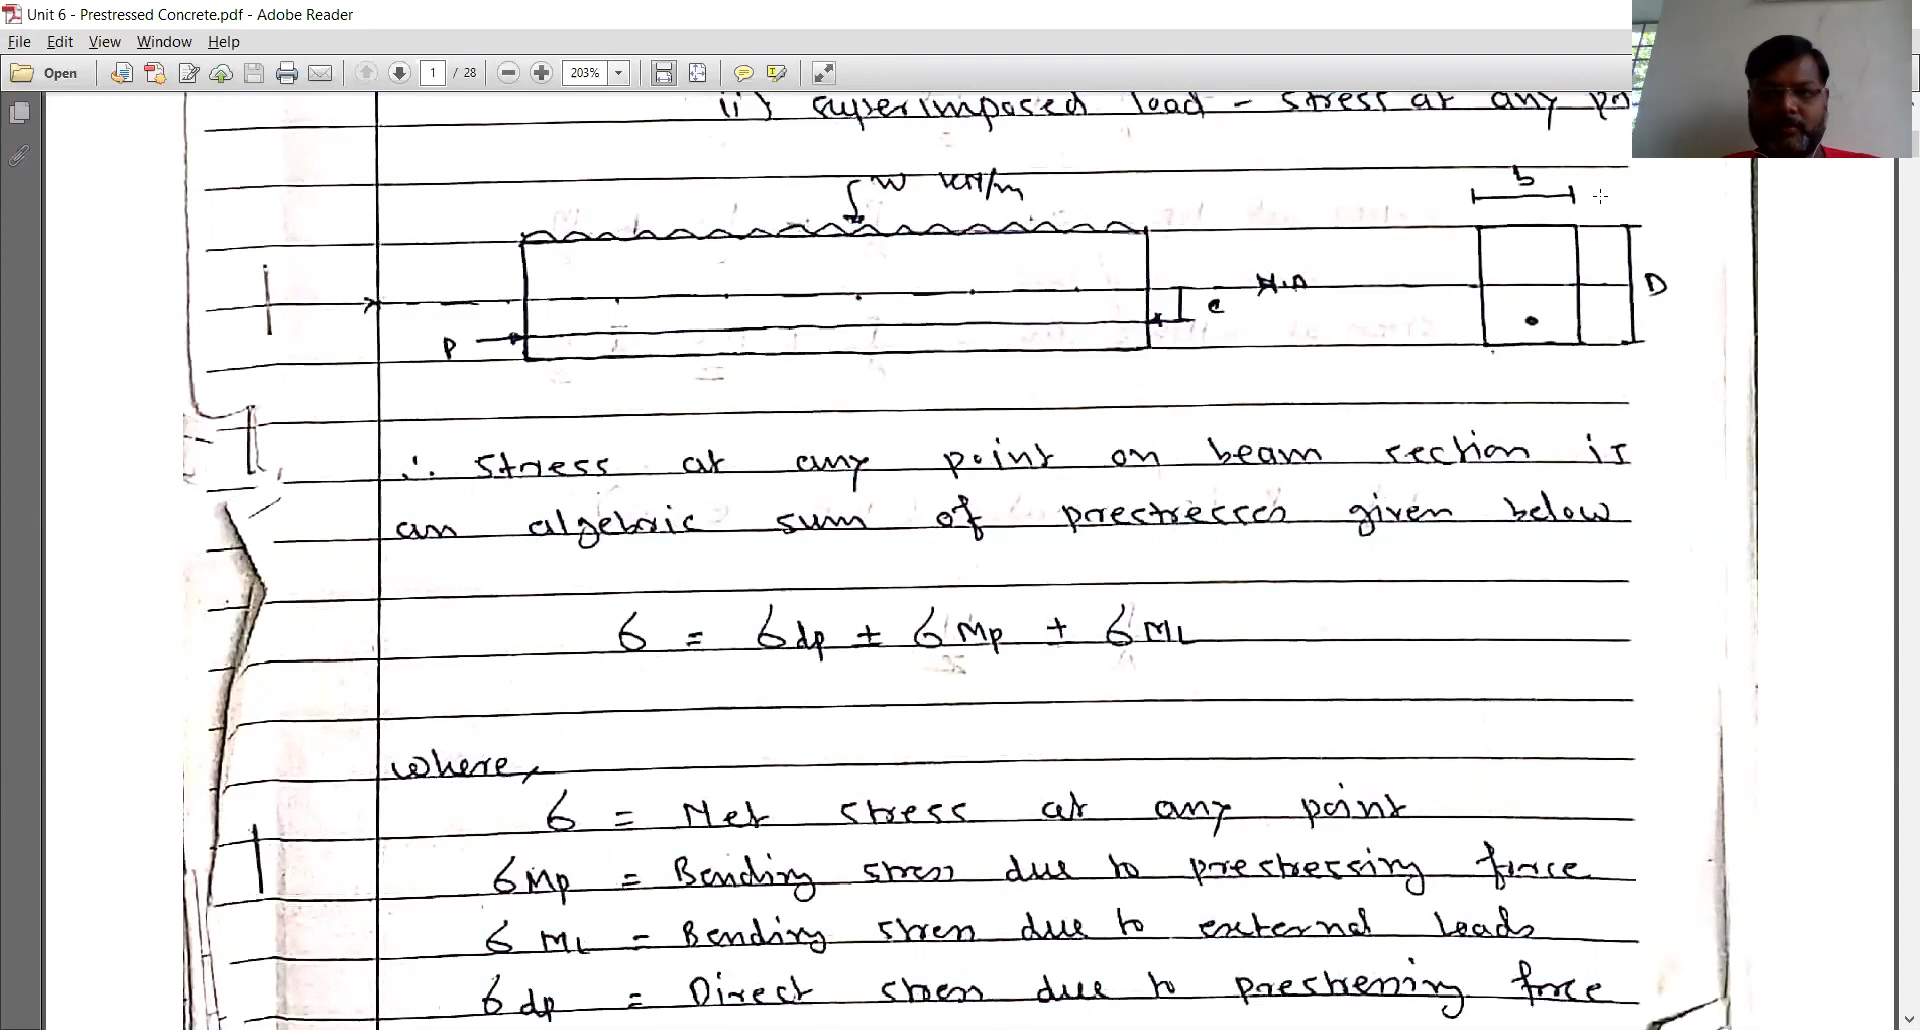 Unit 6 - Prestressed Concrete.pdf - Adobe Reader
File Edit View Window Help
Open 1 / 28 203%
ii) superimposed load - stress at any
w kN/m
b
N.A
e
D
P
∴ stress at any point on beam section is
an algebraic sum of prestresses given below
σ = σdp ± σMp ± σML
where,
σ = Net stress at any point
σMp = Bending stress due to prestressing force
σML = Bending stress due to external loads
σdp = Direct stress due to prestressing force